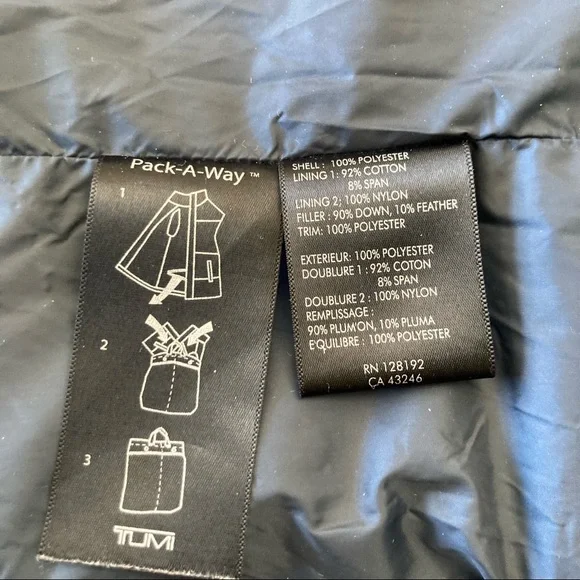 Pack-A-Way ™
1
2
3
TUMI
SHELL: 100% POLYESTER
LINING 1: 92% COTTON
8% SPAN
LINING 2; 100% NYLON
FILLER : 90% DOWN, 10% FEATHER
TRIM: 100% POLYESTER
EXTERIEUR: 100% POLYESTER
DOUBLURE 1 : 92% COTON
8% SPAN
DOUBLURE 2 : 100% NYLON
REMPLISSAGE :
90% PLUM'ON, 10% PLUMA
E'QUILIBRE : 100% POLYESTER
RN 128192
CA 43246